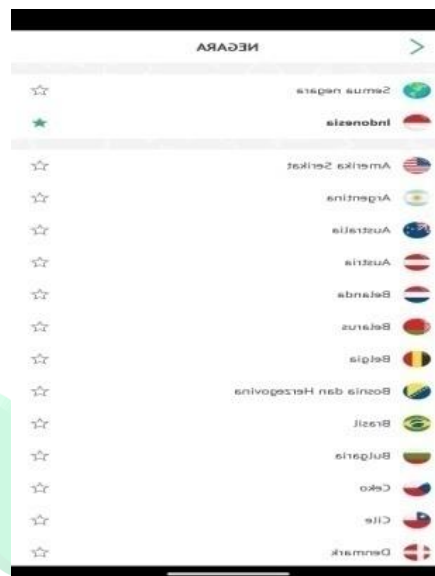 NEGARA
Semua negara
Indonesia
Amerika Serikat
Argentina
Australia
Austria
Belanda
Belarus
Belgia
Bosnia dan Herzegovina
Brasil
Bulgaria
Ceko
Cile
Denmark